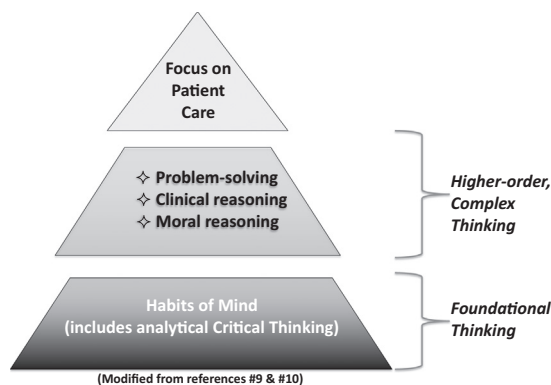 Focus on
Patient
Care
✧ Problem-solving
✧ Clinical reasoning
✧ Moral reasoning
Higher-order,
Complex
Thinking
Habits of Mind
(includes analytical Critical Thinking)
Foundational
Thinking
(Modified from references #9 & #10)